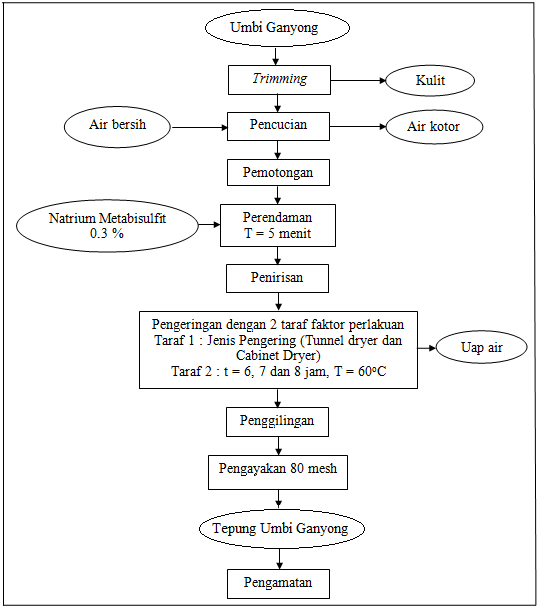 Umbi Ganyong
Trimming
Kulit
Air bersih
Pencucian
Air kotor
Pemotongan
Natrium Metabisulfit
0.3 %
Perendaman
T = 5 menit
Penirisan
Pengeringan dengan 2 taraf faktor perlakuan
Taraf 1 : Jenis Pengering (Tunnel dryer dan
Cabinet Dryer)
Taraf 2 : t = 6, 7 dan 8 jam, T = 60°C
Uap air
Penggilingan
Pengayakan 80 mesh
Tepung Umbi Ganyong
Pengamatan